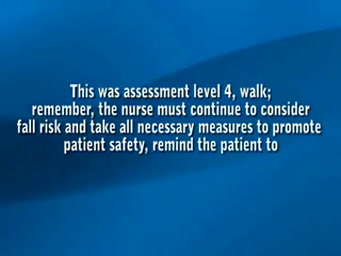 This was assessment level 4, walk;
remember, the nurse must continue to consider
fall risk and take all necessary measures to promote
patient safety, remind the patient to